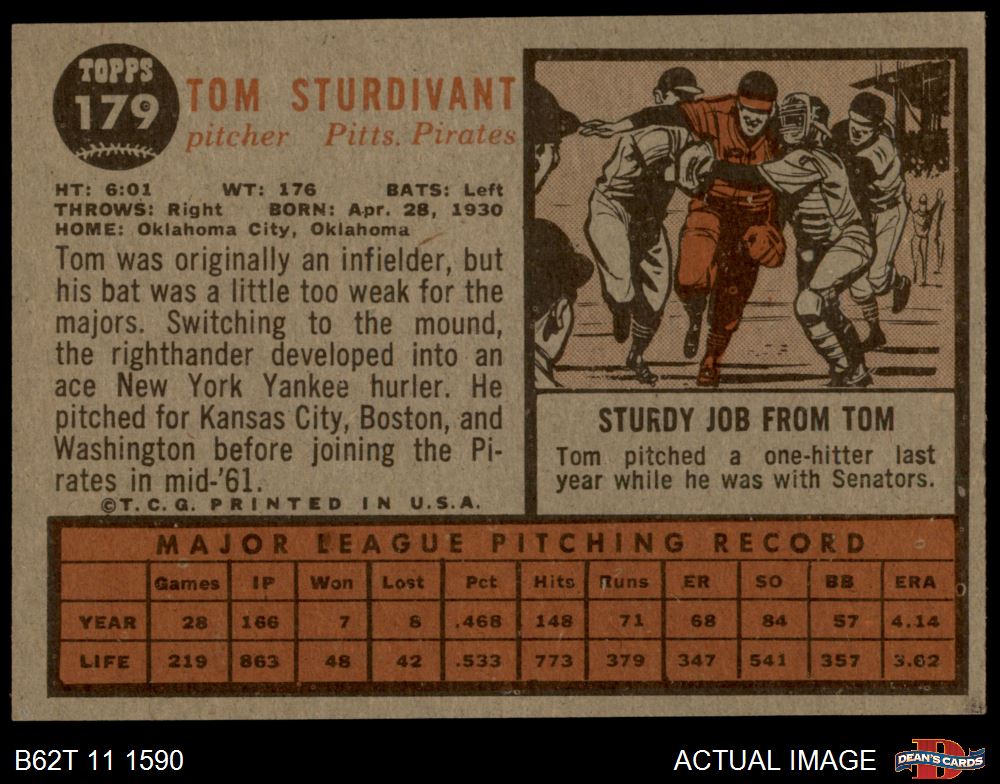 TOPPS
179
TOM STURDIVANT
pitcher Pitts. Pirates
HT: 6:01 WT: 176 BATS: Left
THROWS: Right BORN: Apr. 28, 1930
HOME: Oklahoma City, Oklahoma
Tom was originally an infielder, but
his bat was a little too weak for the
majors. Switching to the mound,
the righthander developed into an
ace New York Yankee hurler. He
pitched for Kansas City, Boston, and
Washington before joining the Pi-
rates in mid-'61.
©T.C.G. PRINTED IN U.S.A.
STURDY JOB FROM TOM
Tom pitched a one-hitter last
year while he was with Senators.
MAJOR LEAGUE PITCHING RECORD
Games IP Won Lost Pct Hits Runs ER SO BB ERA
YEAR 28 166 7 8 .468 148 71 68 84 57 4.14
LIFE 219 863 48 42 .533 773 379 347 541 357 3.62
B62T 11 1590
ACTUAL IMAGE
DEAN'S CARDS